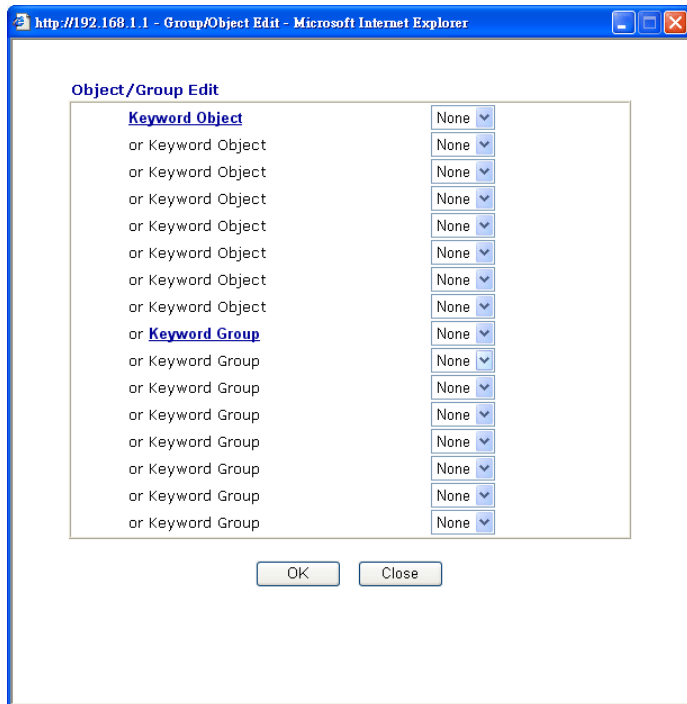 http://192.168.1.1 - Group/Object Edit - Microsoft Internet Explorer
Object/Group Edit
Keyword Object None
or Keyword Object None
or Keyword Object None
or Keyword Object None
or Keyword Object None
or Keyword Object None
or Keyword Object None
or Keyword Object None
or Keyword Group None
or Keyword Group None
or Keyword Group None
or Keyword Group None
or Keyword Group None
or Keyword Group None
or Keyword Group None
or Keyword Group None
OK Close